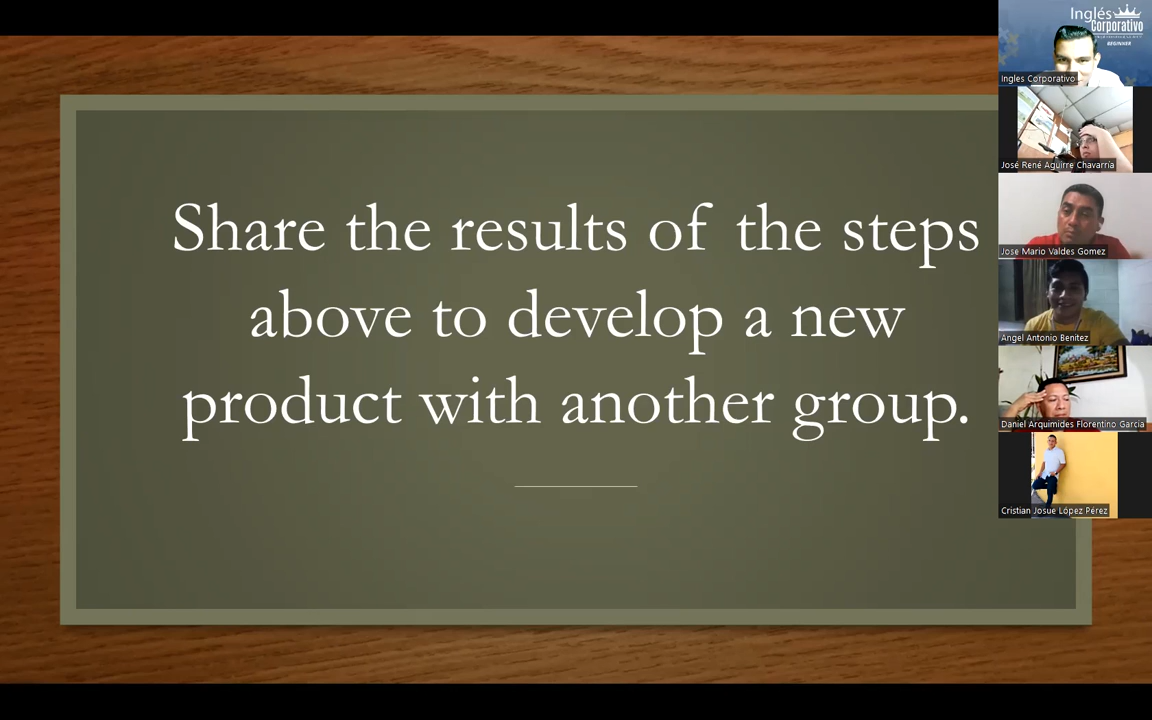 Share the results of the steps
above to develop a new
product with another group.
Inglés
Corporativo
BEGINNER
Ingles Corporativo
José René Aguirre Chavarría
Jose Mario Valdes Gomez
Angel Antonio Benitez
Daniel Arquimides Florentino Garcia
Cristian Josue López Pérez